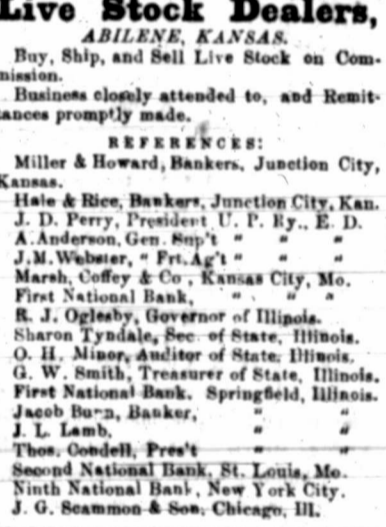 Live Stock Dealers,
ABILENE, KANSAS.
Buy, Ship, and Sell Live Stock on Com-
mission.
Business closely attended to, and Remit-
tances promptly made.
REFERENCES:
Miller & Howard, Bankers, Junction City,
Kansas.
Hale & Rice, Bankers, Junction City, Kan.
J. D. Perry, President U. P. Ry., E. D.
A. Anderson, Gen. Sup't " " "
J. M. Webster, " Frt. Ag't " " "
Marsh, Coffey & Co, Kansas City, Mo.
First National Bank, " " "
R. J. Oglesby, Governor of Illinois.
Sharon Tyndale, Sec. of State, Illinois.
O. H. Minor, Auditor of State, Illinois.
G. W. Smith, Treasurer of State, Illinois.
First National Bank, Springfield, Illinois.
Jacob Bunn, Banker, " "
J. L. Lamb, " "
Thos. Condell, Pres't " "
Second National Bank, St. Louis, Mo.
Ninth National Bank, New York City.
J. G. Scammon & Son, Chicago, Ill.